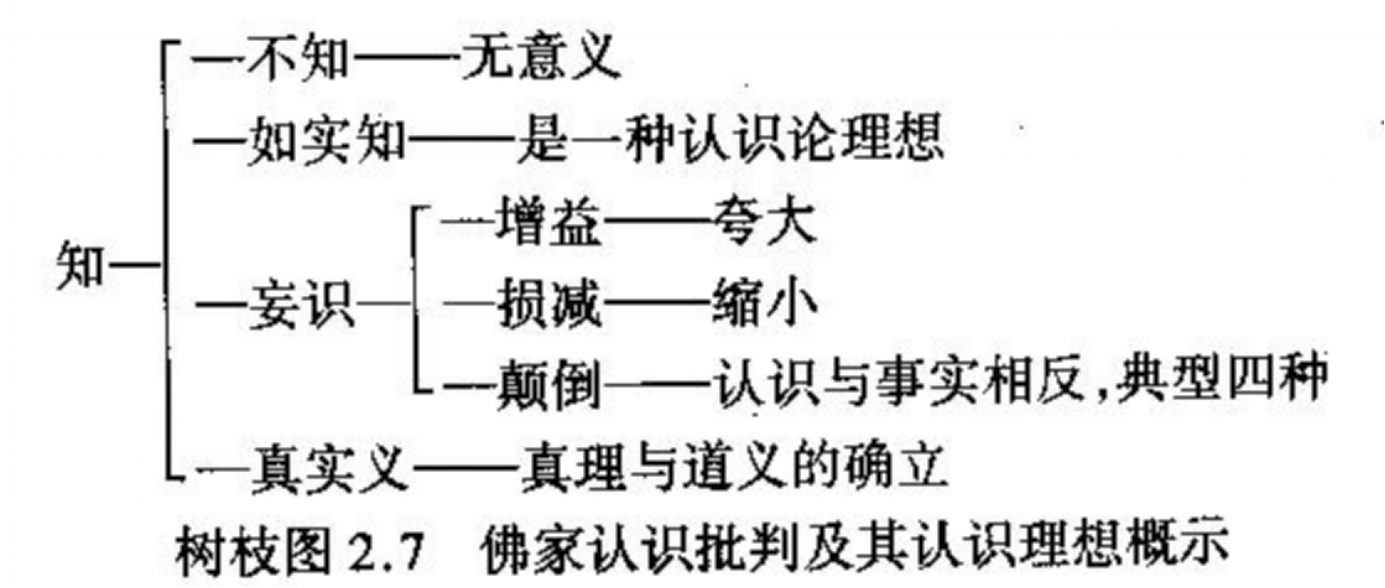 不知——无意义
如实知——是一种认识论理想
增益——夸大
知—
妄识—
损减——缩小
颠倒——认识与事实相反,典型四种
真实义——真理与道义的确立
树枝图2.7 佛家认识批判及其认识理想概示